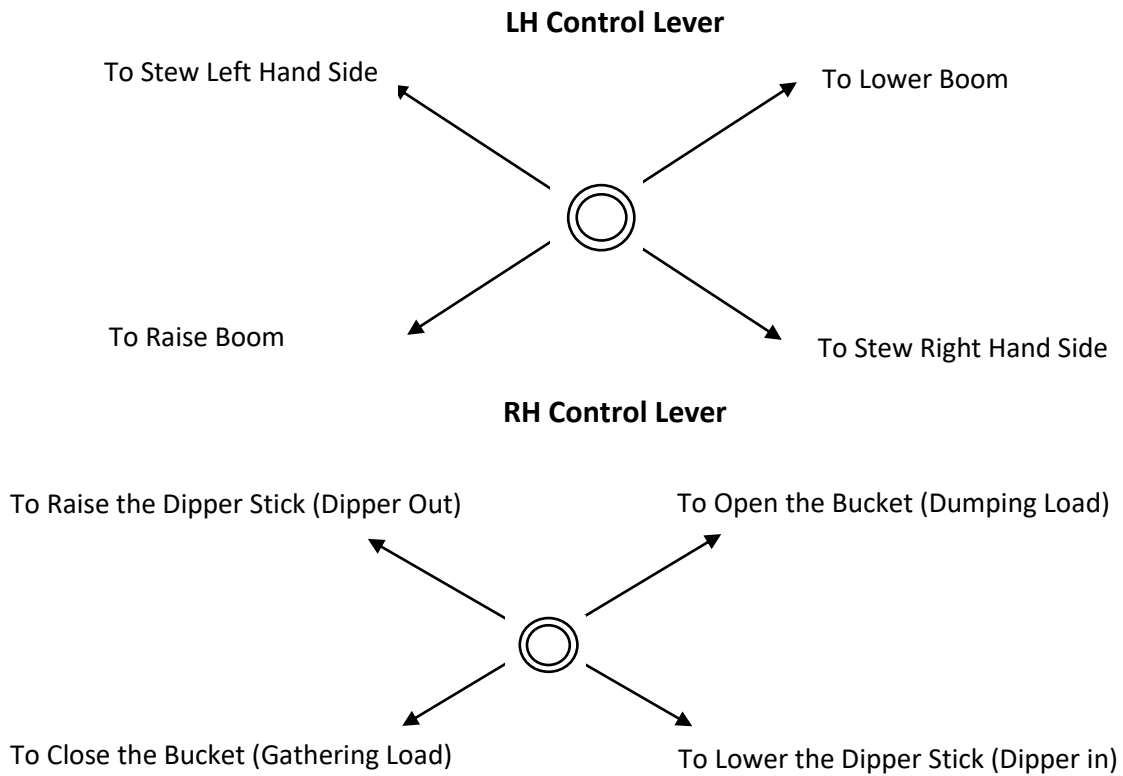 LH Control Lever
To Stew Left Hand Side
To Lower Boom
To Raise Boom
To Stew Right Hand Side
RH Control Lever
To Raise the Dipper Stick (Dipper Out)
To Open the Bucket (Dumping Load)
To Close the Bucket (Gathering Load)
To Lower the Dipper Stick (Dipper in)